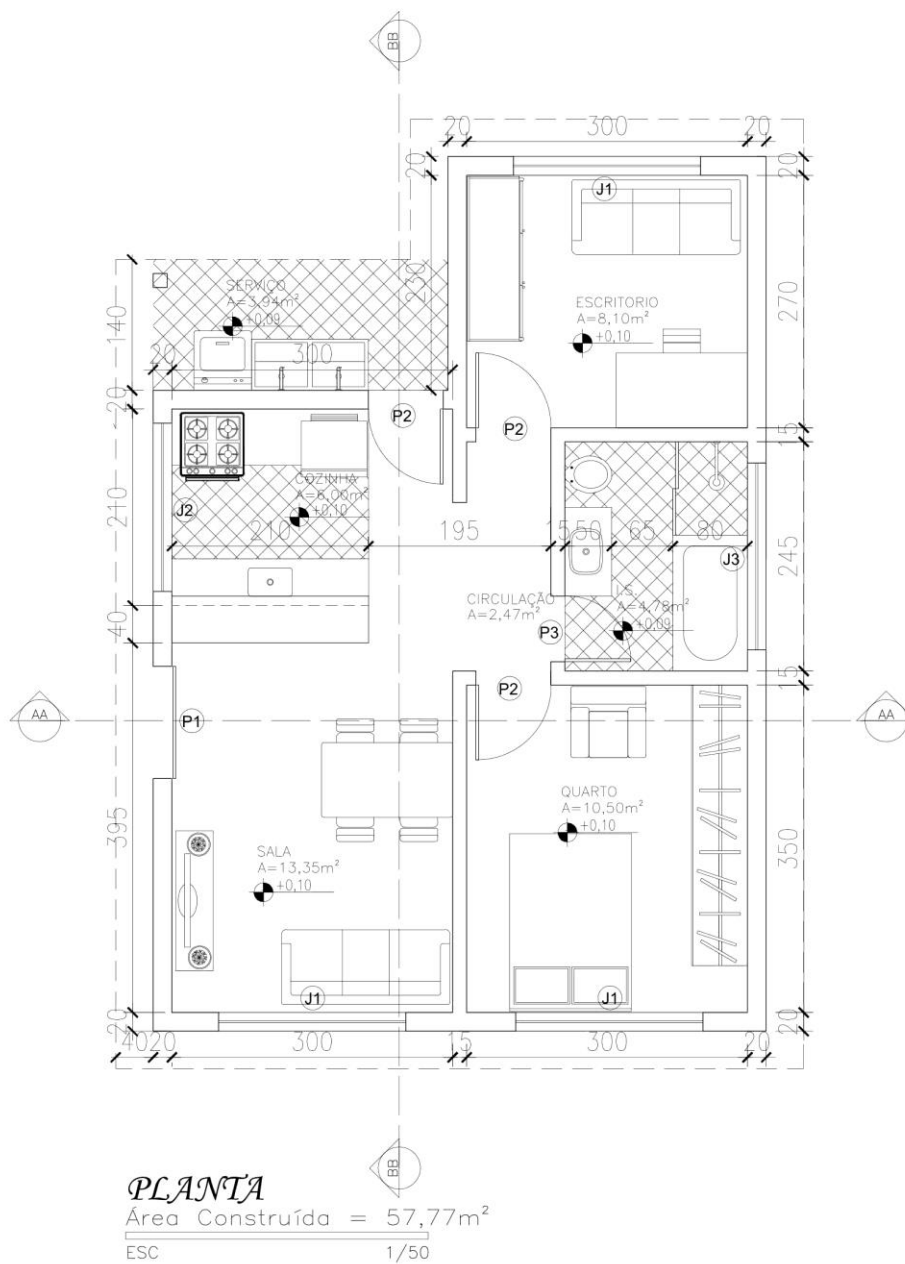 BB
20 300 20
20
20
J1
230
270
SERVIÇO
A=3,94m²
+0,09
ESCRITORIO
A=8,10m²
+0,10
140
20 300
20
P2
P2
15
COZINHA
A=6,00m²
+0,10
J2
210
210 195 15 50 65 80
J3
245
CIRCULAÇÃO
A=2,47m²
I.S.
A=4,78m²
+0,09
P3
40
15
P2
AA
P1
AA
QUARTO
A=10,50m²
+0,10
395
350
SALA
A=13,35m²
+0,10
J1
J1
20
20
40 20 300 15 300 20
BB
PLANTA
Área Construída = 57,77m²
ESC 1/50